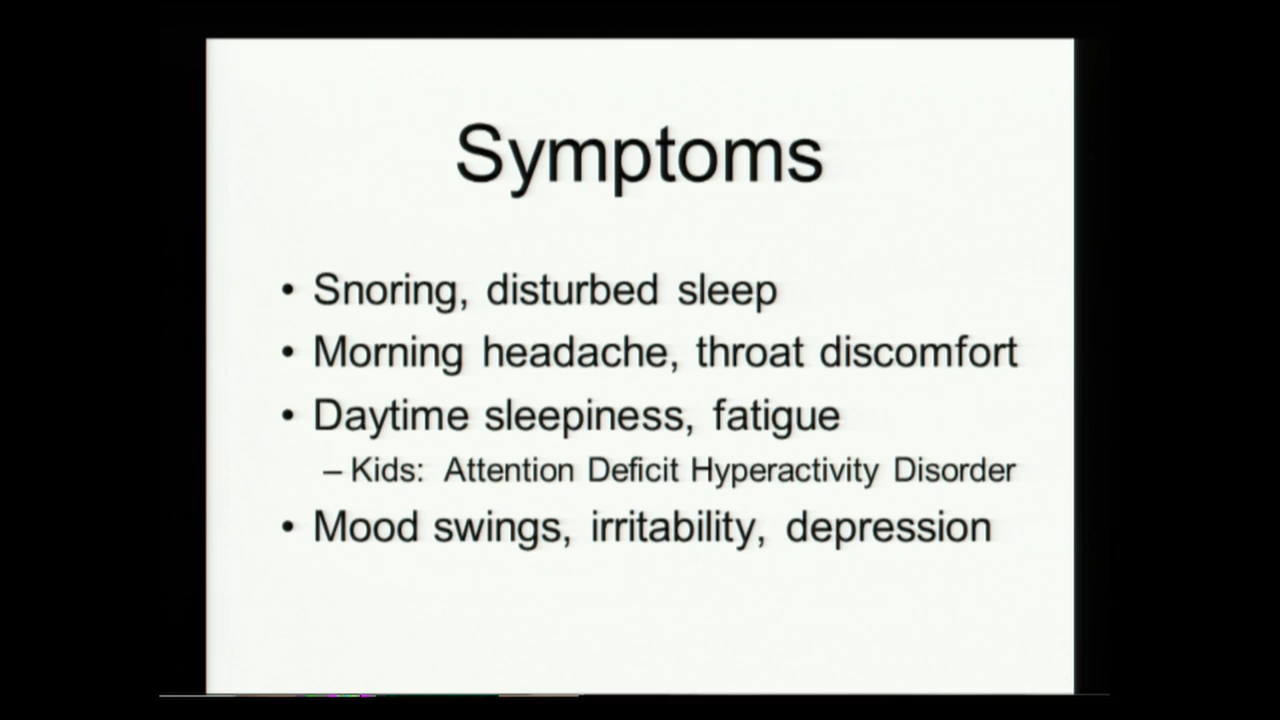 Symptoms
• Snoring, disturbed sleep
• Morning headache, throat discomfort
• Daytime sleepiness, fatigue
– Kids: Attention Deficit Hyperactivity Disorder
• Mood swings, irritability, depression